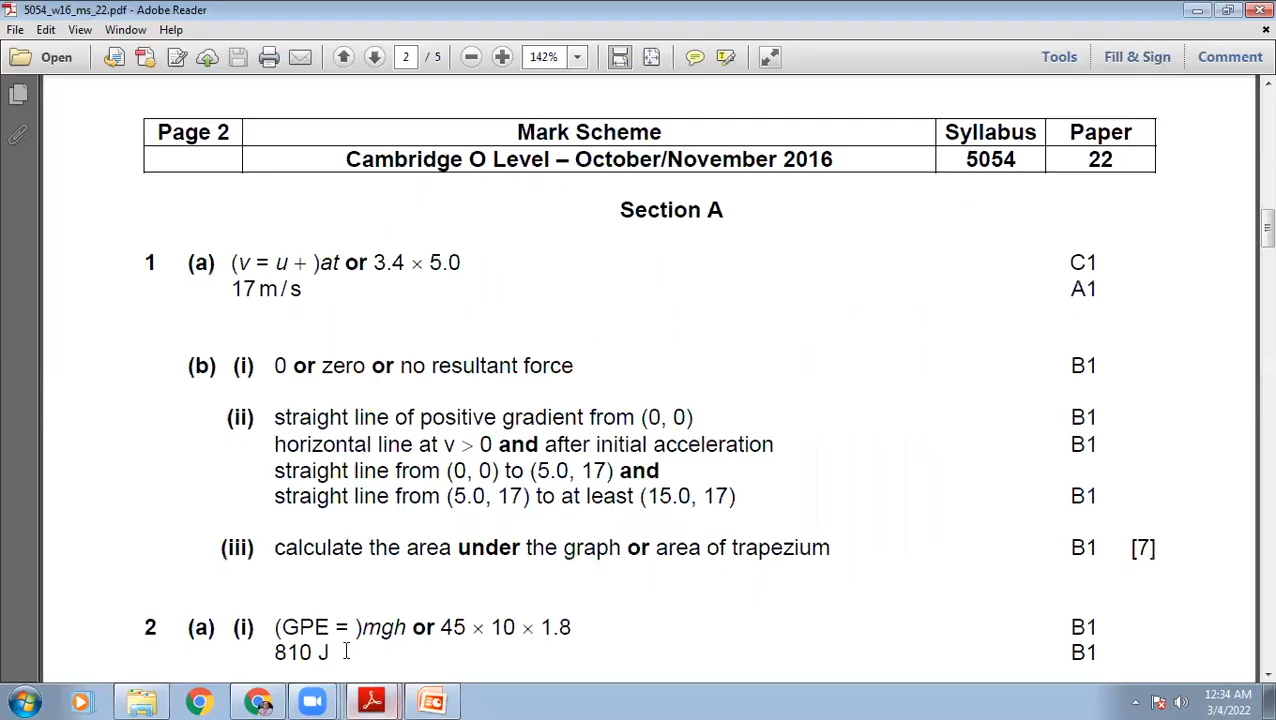 5054_w16_ms_22.pdf - Adobe Reader
File Edit View Window Help
Open 2 / 5 142% Tools Fill & Sign Comment
Page 2 Mark Scheme Syllabus Paper
Cambridge O Level – October/November 2016 5054 22
Section A
1 (a) (v = u + )at or 3.4 × 5.0 C1
17 m / s A1
(b) (i) 0 or zero or no resultant force B1
(ii) straight line of positive gradient from (0, 0) B1
horizontal line at v > 0 and after initial acceleration B1
straight line from (0, 0) to (5.0, 17) and
straight line from (5.0, 17) to at least (15.0, 17) B1
(iii) calculate the area under the graph or area of trapezium B1 [7]
2 (a) (i) (GPE = )mgh or 45 × 10 × 1.8 B1
810 J B1
12:34 AM
3/4/2022